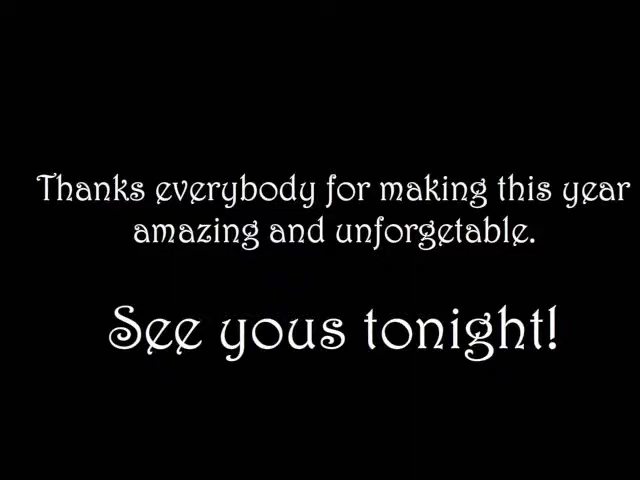 Thanks everybody for making this year
amazing and unforgetable.
See yous tonight!